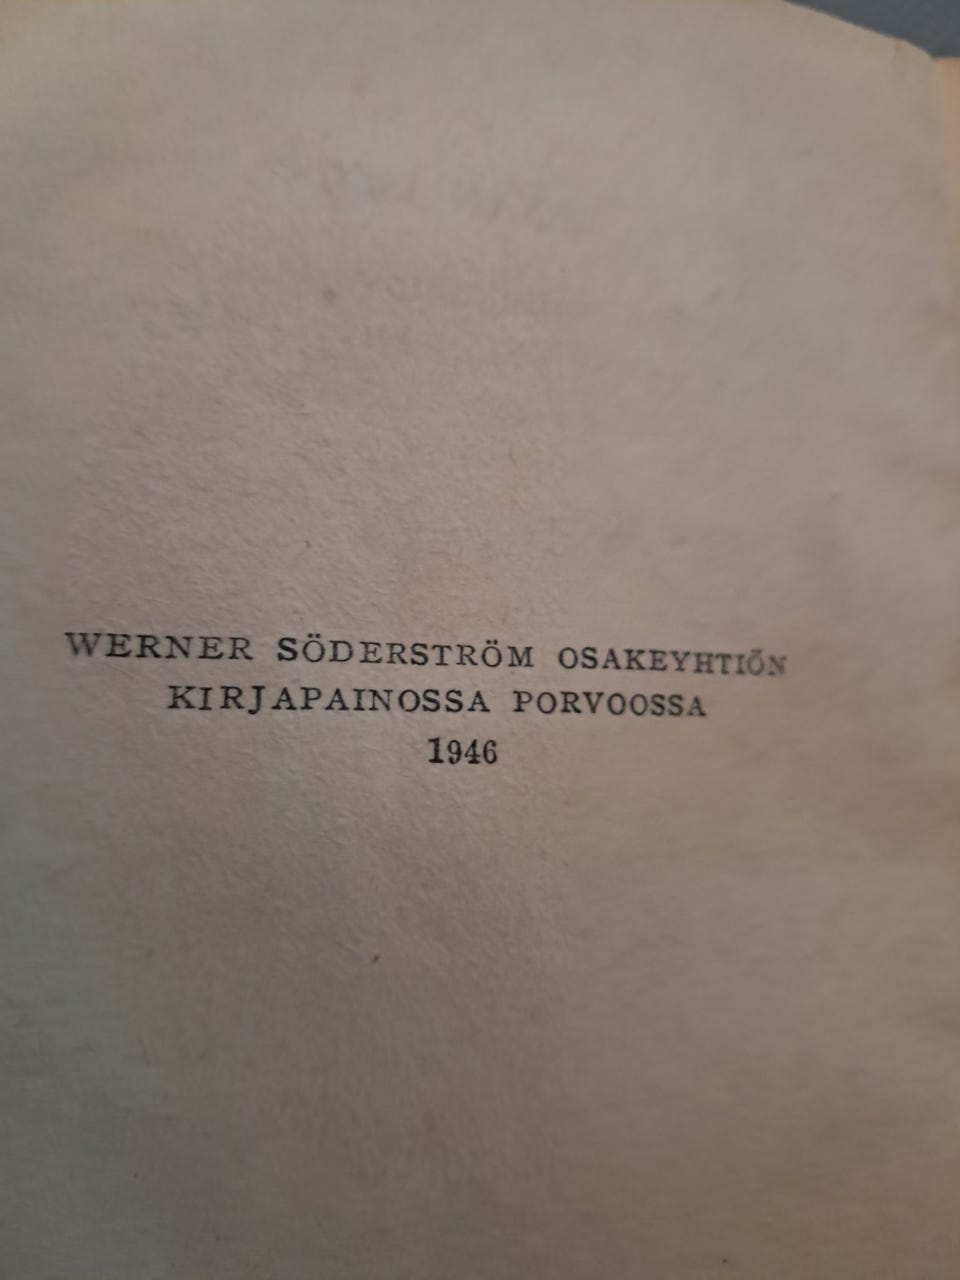 WERNER SÖDERSTRÖM OSAKEYHTIÖN
KIRJAPAINOSSA PORVOOSSA
1946